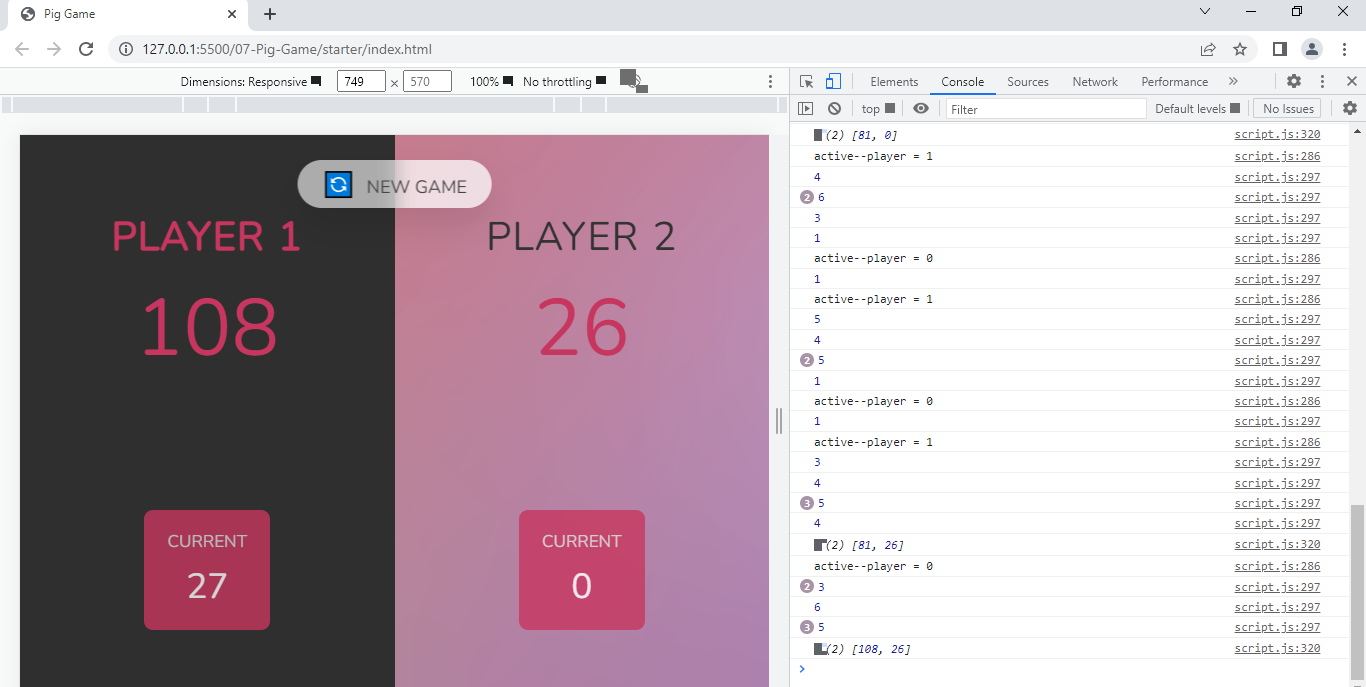 Pig Game
127.0.0.1:5500/07-Pig-Game/starter/index.html
Dimensions: Responsive 749 × 570 100% No throttling
NEW GAME
PLAYER 1
108
CURRENT
27
PLAYER 2
26
CURRENT
0
Elements Console Sources Network Performance »
top Filter Default levels No Issues
(2) [81, 0] script.js:320
active--player = 1 script.js:286
4 script.js:297
2 6 script.js:297
3 script.js:297
1 script.js:297
active--player = 0 script.js:286
1 script.js:297
active--player = 1 script.js:286
5 script.js:297
4 script.js:297
2 5 script.js:297
1 script.js:297
active--player = 0 script.js:286
1 script.js:297
active--player = 1 script.js:286
3 script.js:297
4 script.js:297
3 5 script.js:297
4 script.js:297
(2) [81, 26] script.js:320
active--player = 0 script.js:286
2 3 script.js:297
6 script.js:297
3 5 script.js:297
(2) [108, 26] script.js:320
>